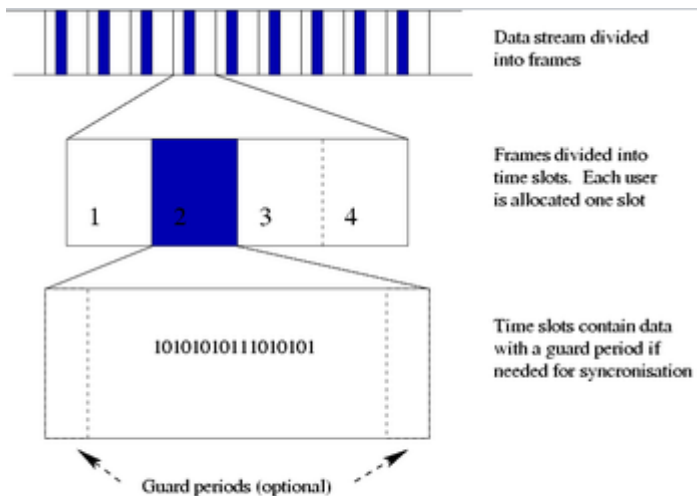 Data stream divided
into frames
Frames divided into
time slots. Each user
is allocated one slot
1 2 3 4
Time slots contain data
with a guard period if
needed for syncronisation
10101010111010101
Guard periods (optional)